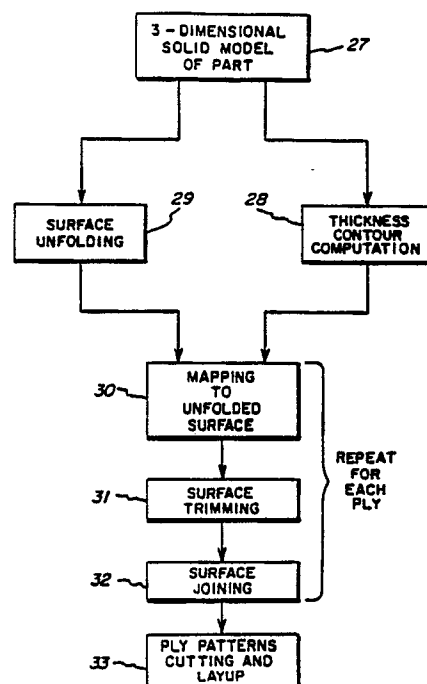 3 - DIMENSIONAL
SOLID MODEL
OF PART
27
SURFACE
UNFOLDING
29
28
THICKNESS
CONTOUR
COMPUTATION
30
MAPPING
TO
UNFOLDED
SURFACE
REPEAT
FOR
EACH
PLY
31
SURFACE
TRIMMING
32
SURFACE
JOINING
33
PLY PATTERNS
CUTTING AND
LAYUP